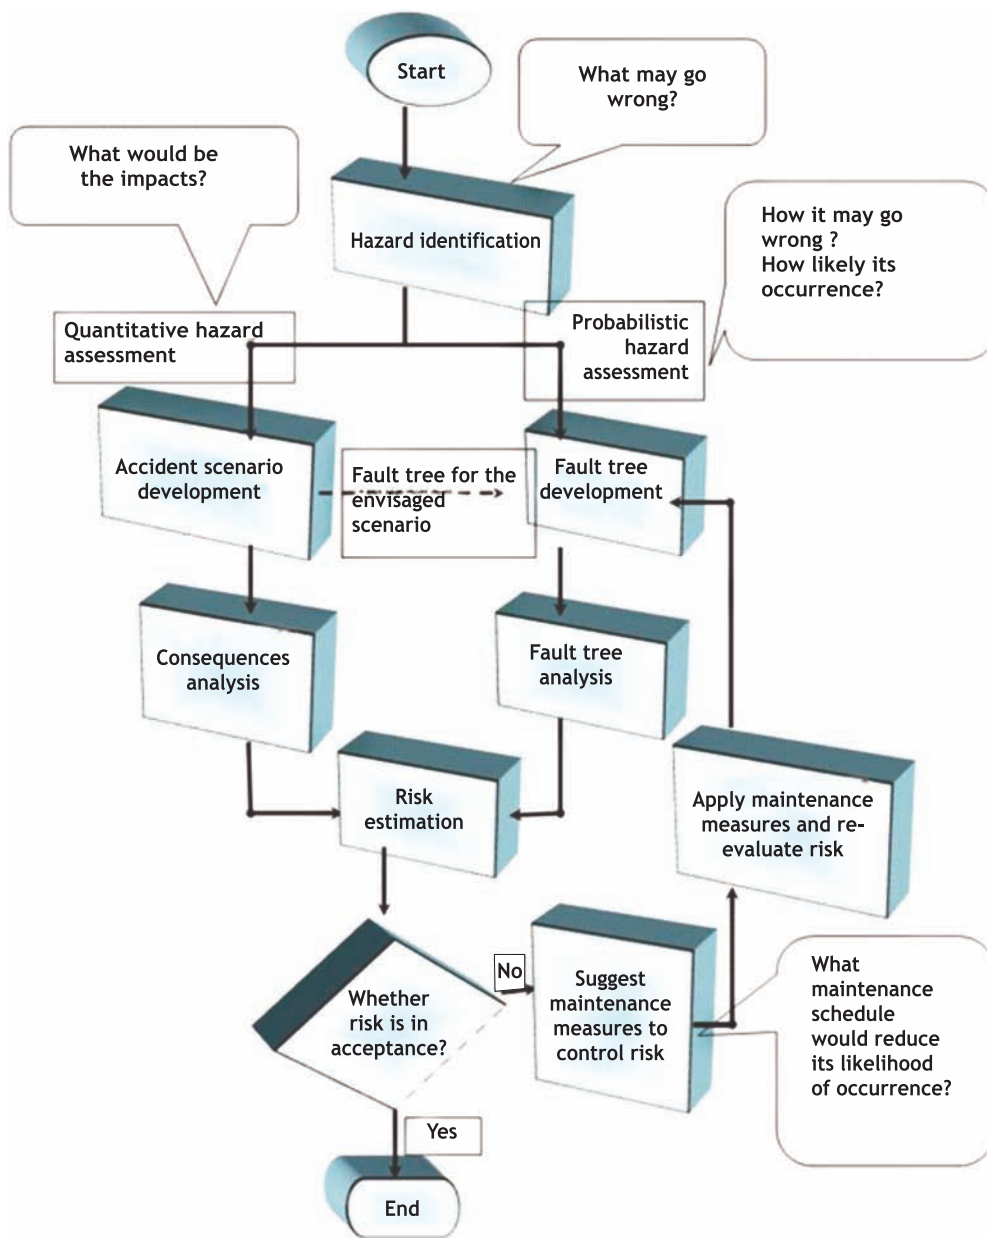 Start
What may go
wrong?
What would be
the impacts?
Hazard identification
How it may go
wrong ?
How likely its
occurrence?
Quantitative hazard
assessment
Probabilistic
hazard
assessment
Accident scenario
development
Fault tree for the
envisaged
scenario
Fault tree
development
Consequences
analysis
Fault tree
analysis
Risk
estimation
Apply maintenance
measures and re-
evaluate risk
Whether
risk is in
acceptance?
No
Suggest
maintenance
measures to
control risk
What
maintenance
schedule
would reduce
its likelihood
of occurrence?
Yes
End